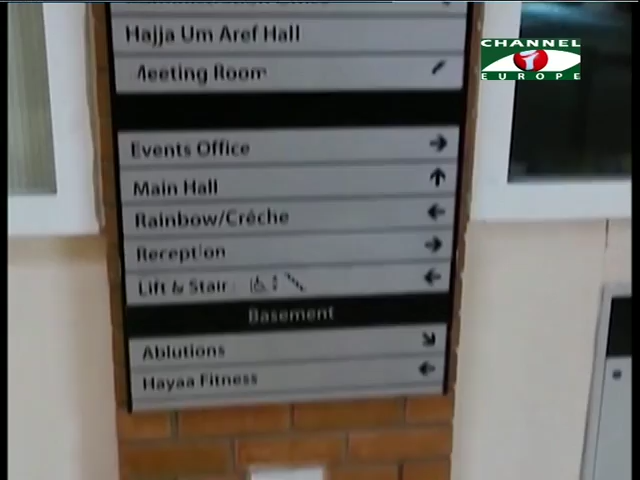 Hajja Um Aref Hall
Meeting Room
Events Office
Main Hall
Rainbow/Créche
Reception
Lift & Stair
Basement
Ablutions
Hayaa Fitness
CHANNEL
EUROPE